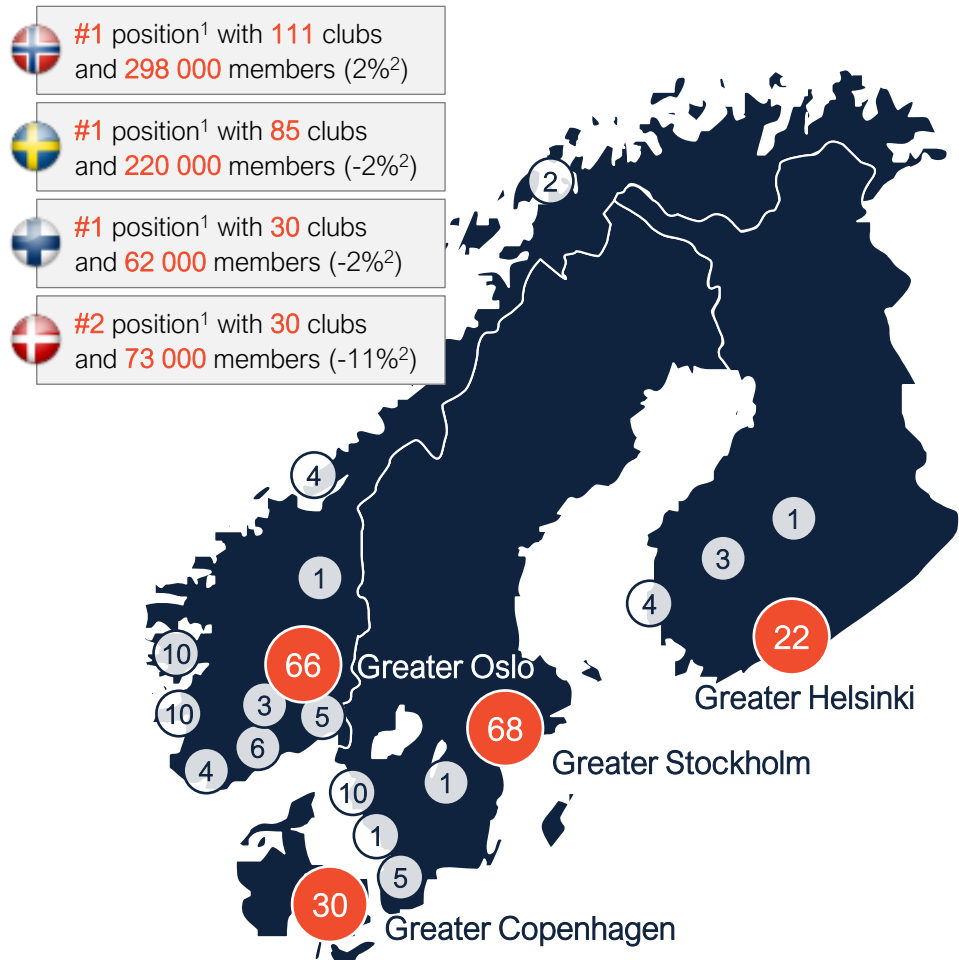 #1 position¹ with 111 clubs
and 298 000 members (2%²)
#1 position¹ with 85 clubs
and 220 000 members (-2%²)
#1 position¹ with 30 clubs
and 62 000 members (-2%²)
#2 position¹ with 30 clubs
and 73 000 members (-11%²)
2
4
1
3
1
4
22
Greater Helsinki
10
66
Greater Oslo
10
3
5
6
4
68
Greater Stockholm
10
1
1
5
30
Greater Copenhagen